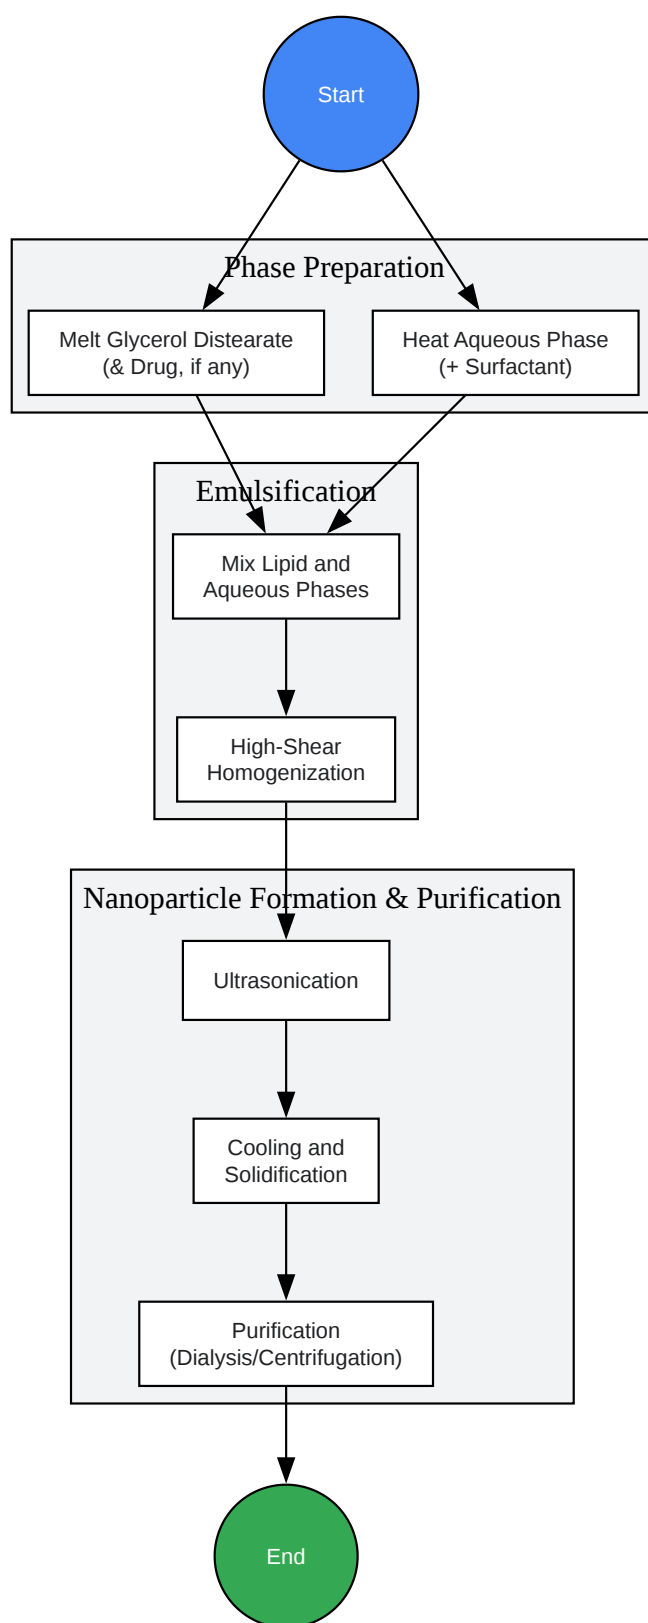 Start
Phase Preparation
Melt Glycerol Distearate
(& Drug, if any)
Heat Aqueous Phase
(+ Surfactant)
Emulsification
Mix Lipid and
Aqueous Phases
High-Shear
Homogenization
Nanoparticle Formation & Purification
Ultrasonication
Cooling and
Solidification
Purification
(Dialysis/Centrifugation)
End